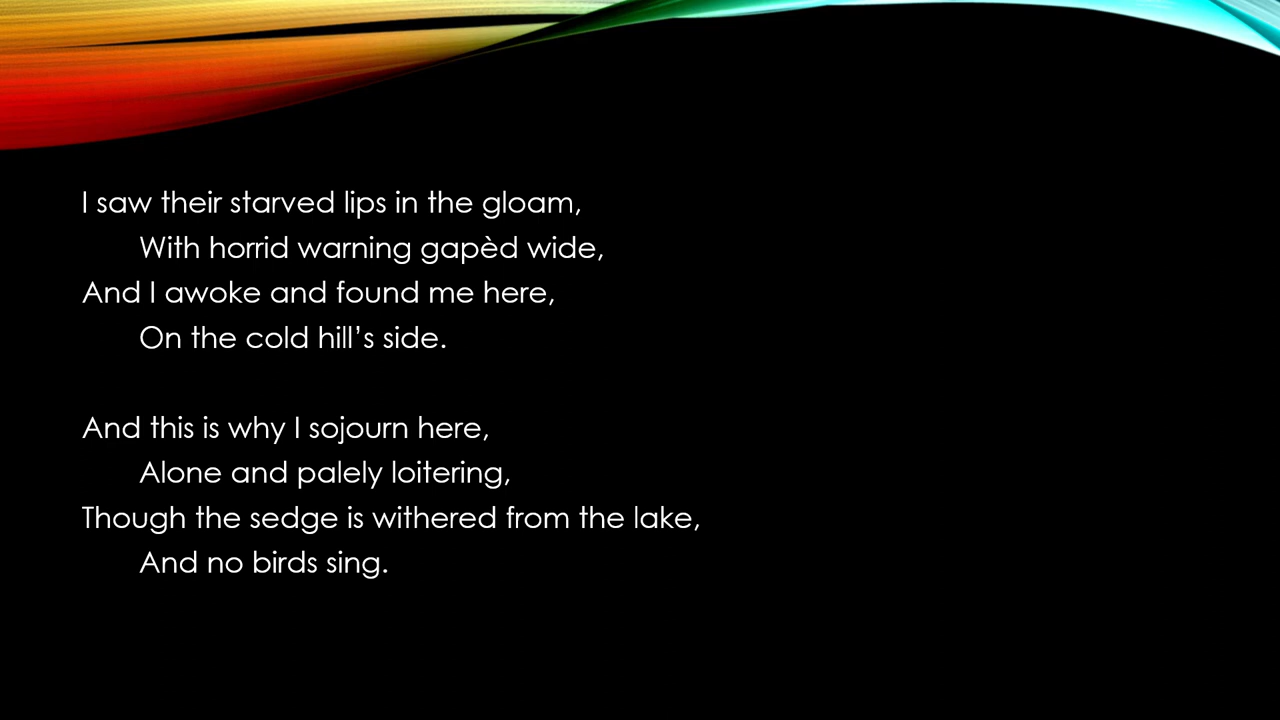 I saw their starved lips in the gloam,
With horrid warning gapèd wide,
And I awoke and found me here,
On the cold hill’s side.
And this is why I sojourn here,
Alone and palely loitering,
Though the sedge is withered from the lake,
And no birds sing.